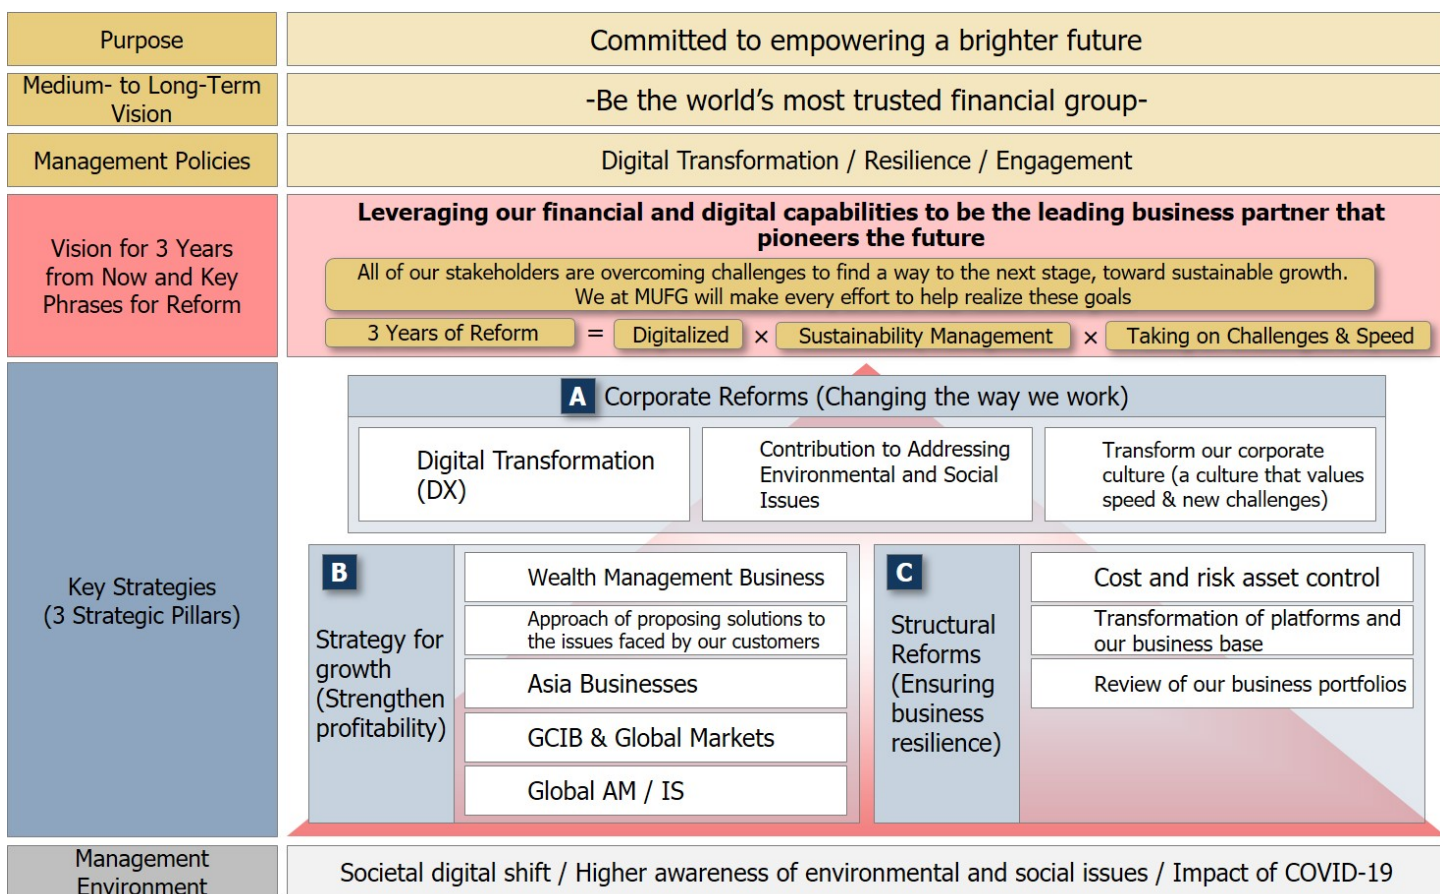 Purpose
Committed to empowering a brighter future
Medium- to Long-Term
Vision
-Be the world's most trusted financial group-
Management Policies
Digital Transformation / Resilience / Engagement
Vision for 3 Years
from Now and Key
Phrases for Reform
Leveraging our financial and digital capabilities to be the leading business partner that
pioneers the future
All of our stakeholders are overcoming challenges to find a way to the next stage, toward sustainable growth.
We at MUFG will make every effort to help realize these goals
3 Years of Reform = Digitalized × Sustainability Management × Taking on Challenges & Speed
Key Strategies
(3 Strategic Pillars)
A Corporate Reforms (Changing the way we work)
Digital Transformation
(DX)
Contribution to Addressing
Environmental and Social
Issues
Transform our corporate
culture (a culture that values
speed & new challenges)
B
Strategy for
growth
(Strengthen
profitability)
Wealth Management Business
Approach of proposing solutions to
the issues faced by our customers
Asia Businesses
GCIB & Global Markets
Global AM / IS
C
Structural
Reforms
(Ensuring
business
resilience)
Cost and risk asset control
Transformation of platforms and
our business base
Review of our business portfolios
Management
Environment
Societal digital shift / Higher awareness of environmental and social issues / Impact of COVID-19